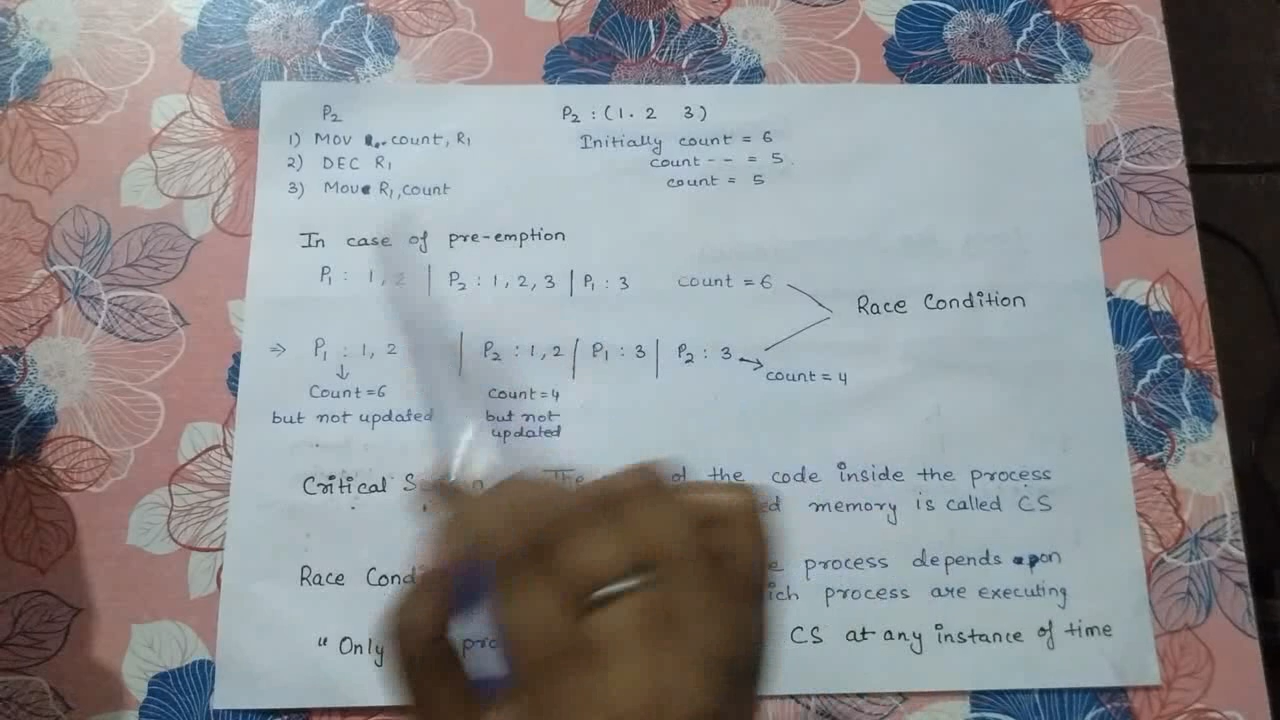 P2
P2 : (1. 2 3)
1) MOV count, R1
Initially count = 6
2) DEC R1
count -- = 5.
3) Move R1, count
count = 5
In case of pre-emption
P1 : 1, 2 | P2 : 1, 2, 3 | P1 : 3 count = 6
Race Condition
⇒ P1 : 1, 2 | P2 : 1, 2 | P1 : 3 | P2 : 3 → count = 4
↓
Count=6
but not updated
count=4
but not
updated
Critical of the code inside the process
memory is called CS
Race process depends upon
process are executing
" Only CS at any instance of time